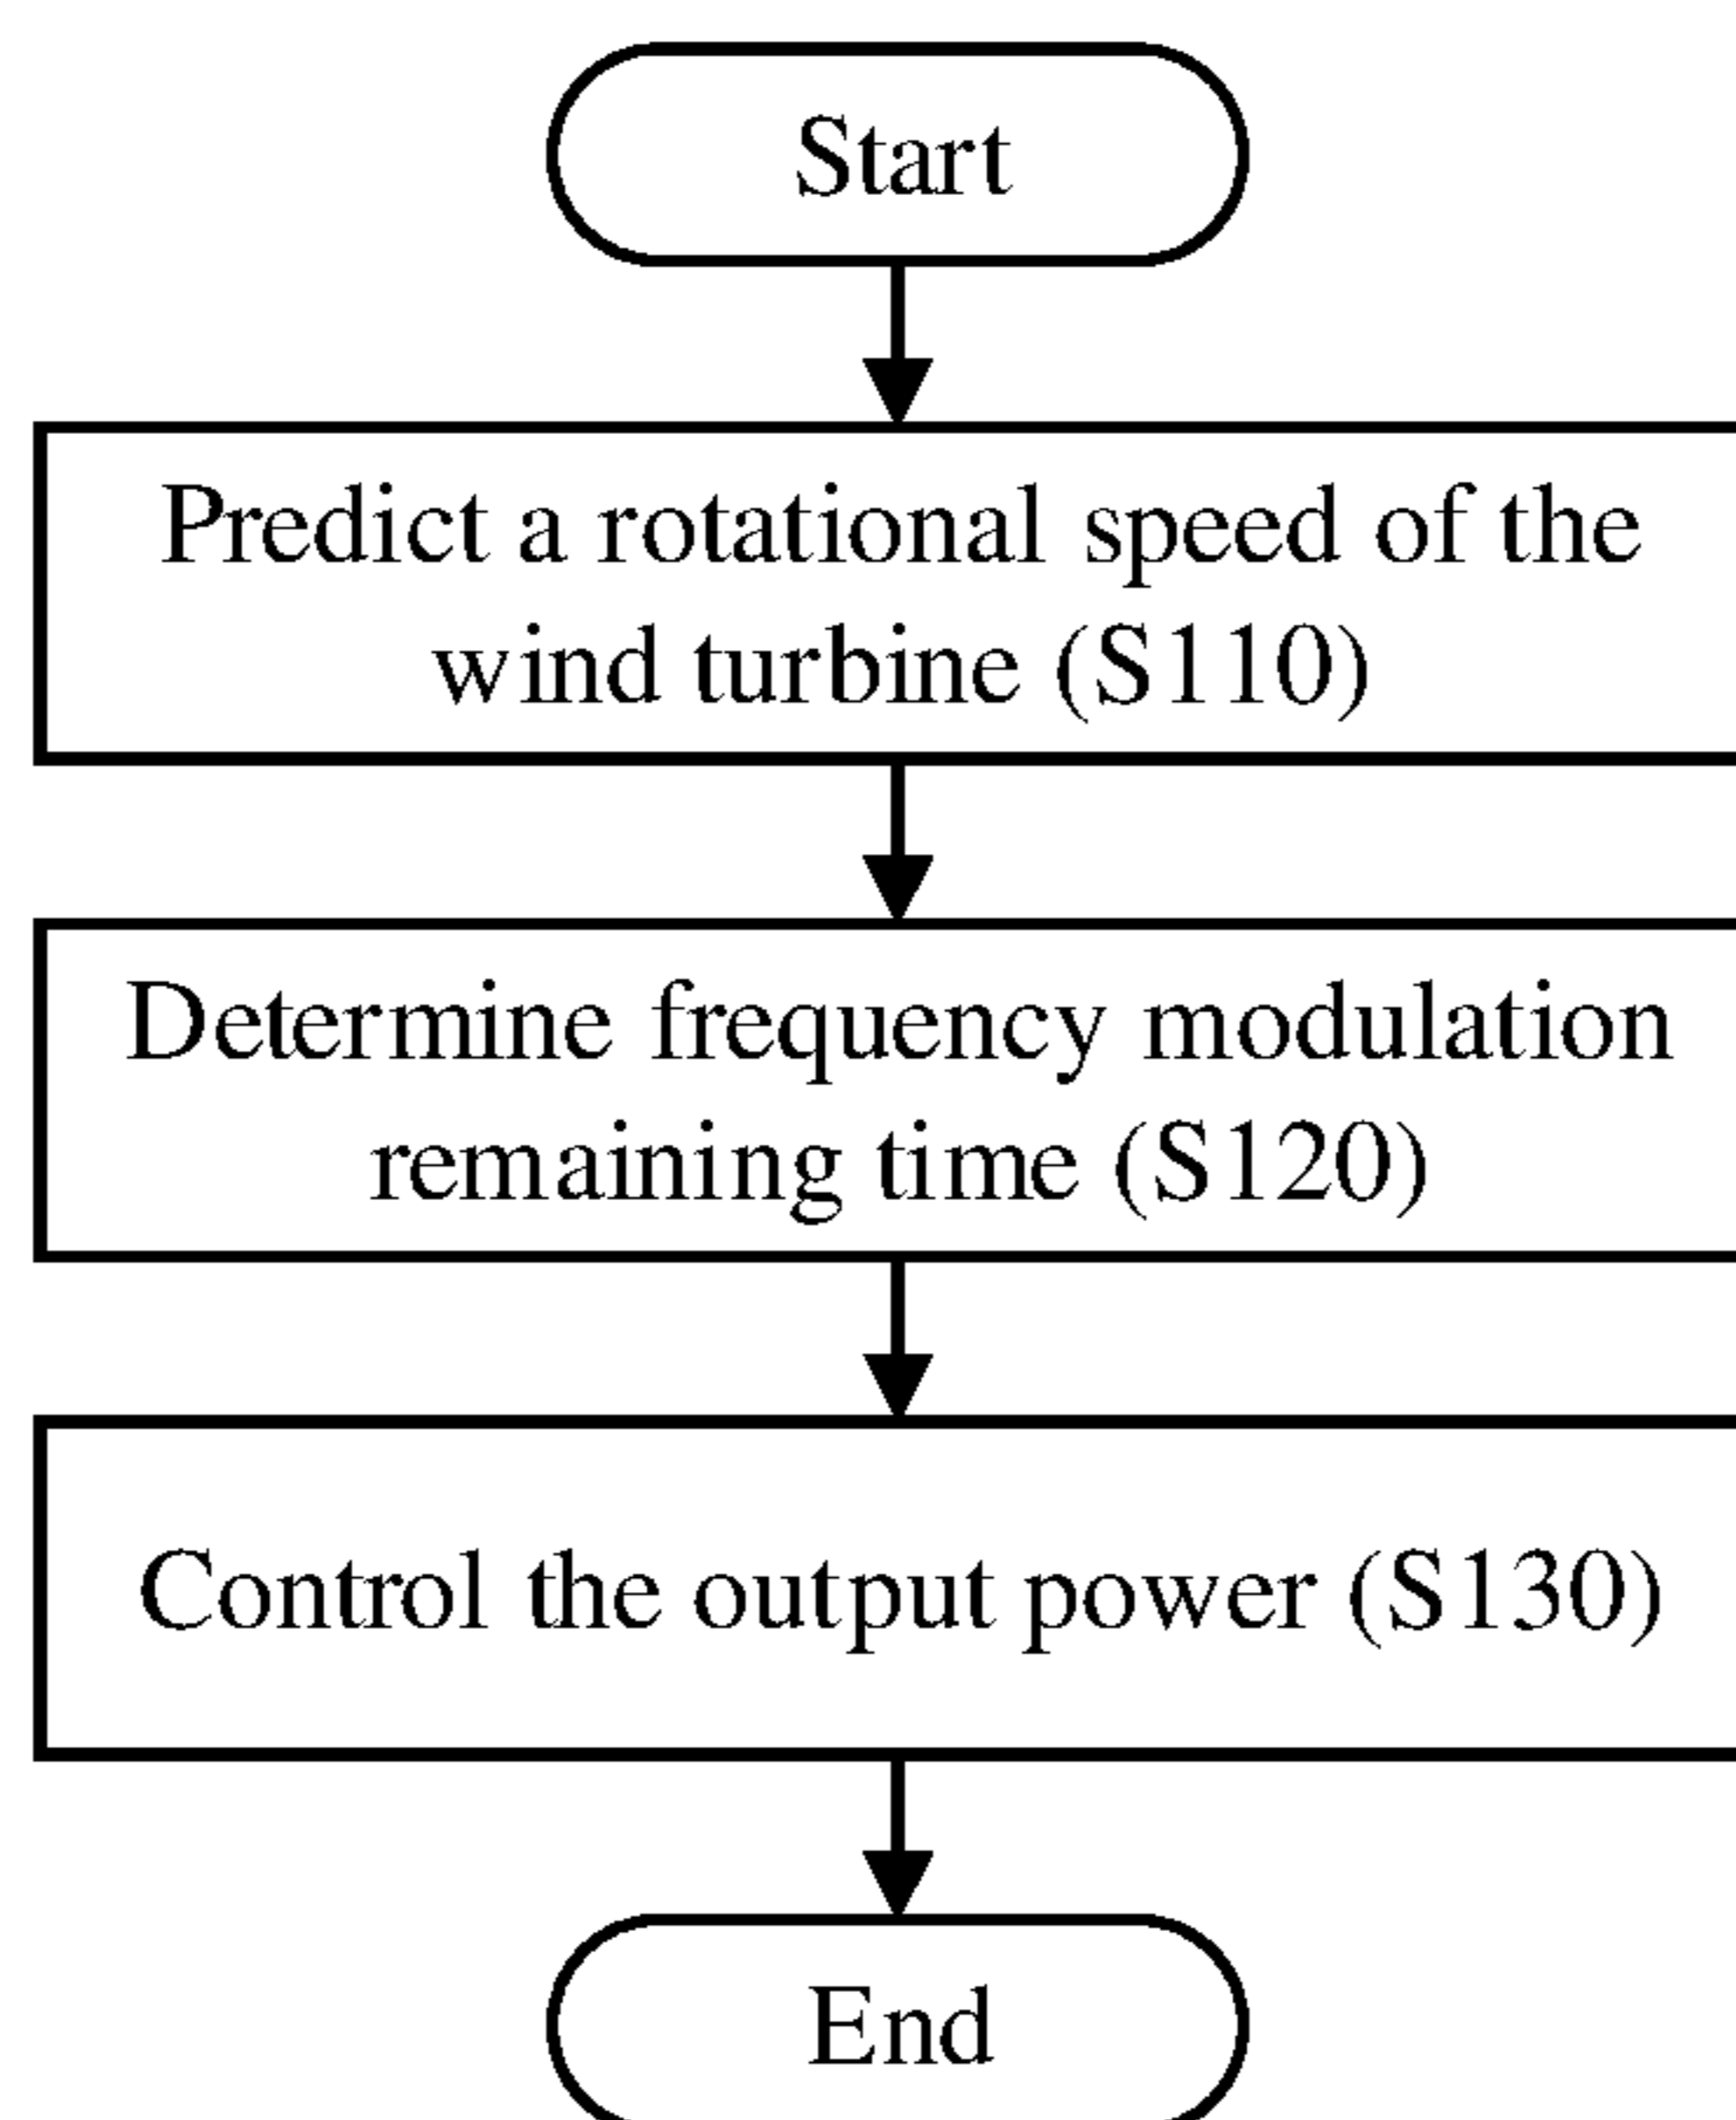 Start
Predict a rotational speed of the
wind turbine (S110)
Determine frequency modulation
remaining time (S120)
Control the output power (S130)
End